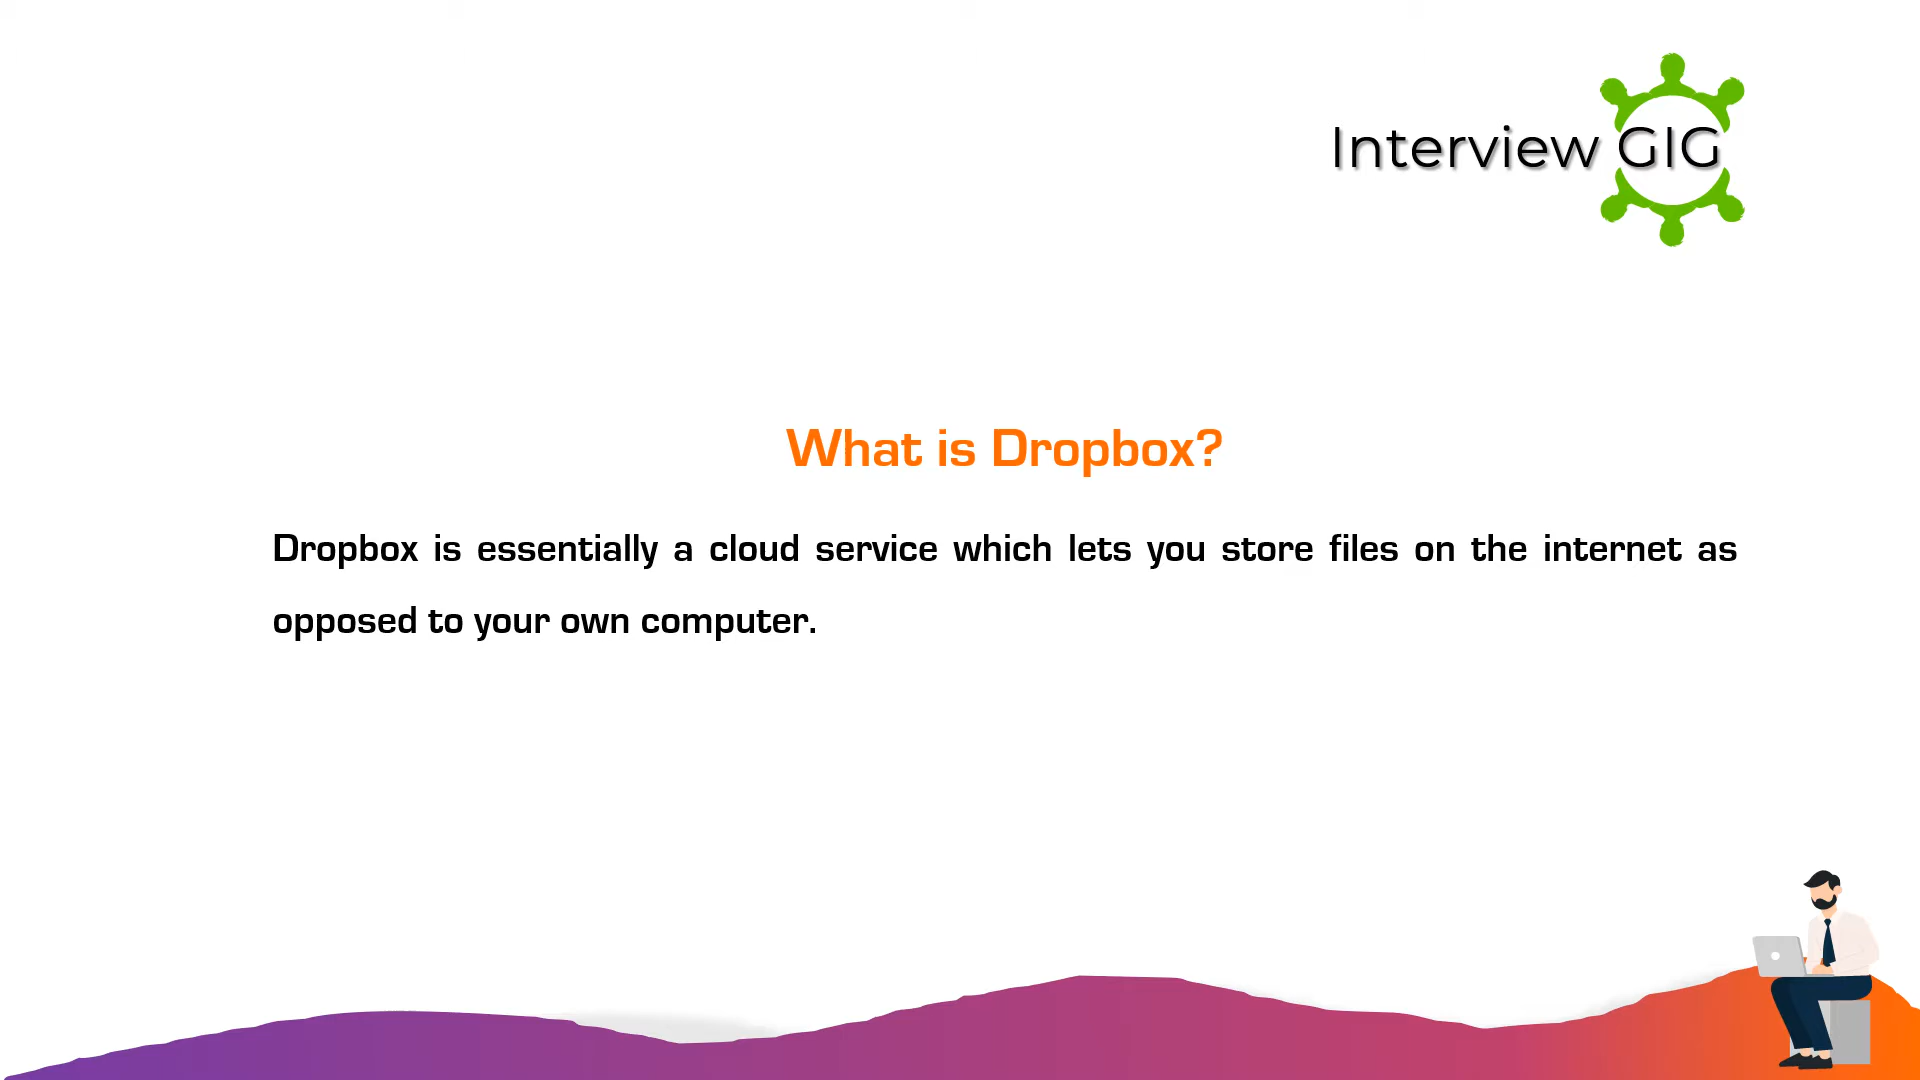 Interview GIG
What is Dropbox?
Dropbox is essentially a cloud service which lets you store files on the internet as
opposed to your own computer.